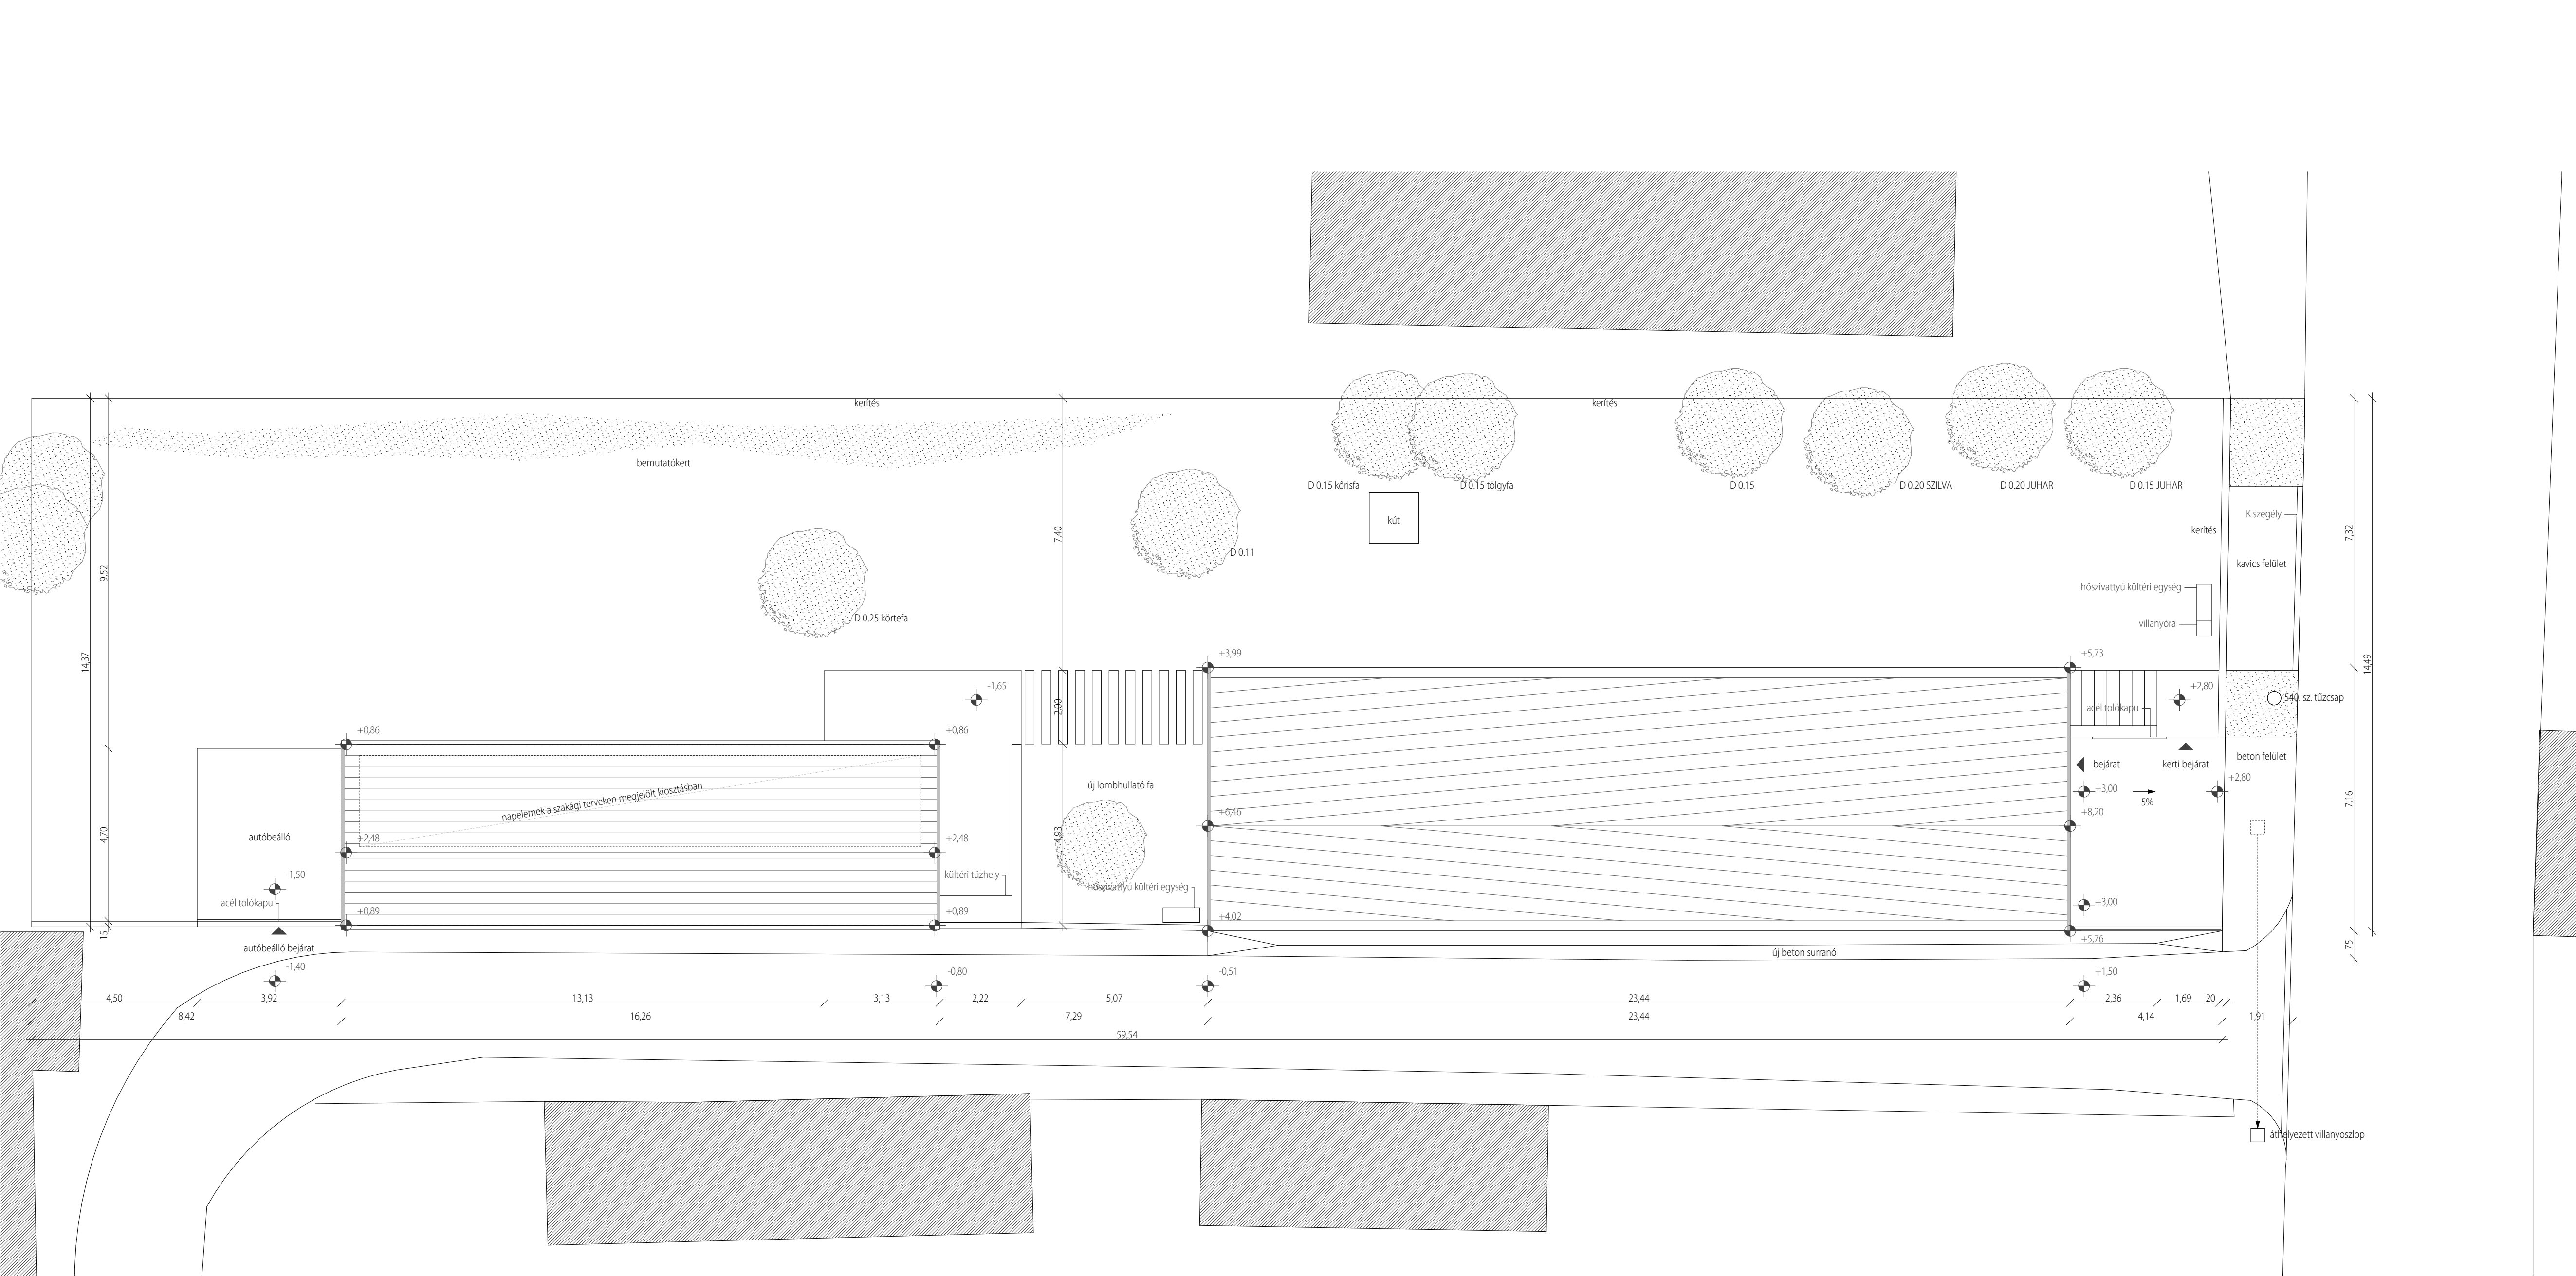 kerítés
kerítés
bemutatókert
D 0.15 kőrisfa
D 0.15 tölgyfa
D 0.15
D 0.20 SZILVA
D 0.20 JUHAR
D 0.15 JUHAR
K szegély
kút
kerítés
7,32
7,40
D 0.11
kavics felület
9,52
hőszivattyú kültéri egység
D 0.25 körtefa
villanyóra
+3,99
+5,73
14,37
14,49
-1,65
+2,80
540. sz. tűzcsap
2,00
acél tolókapu
+0,86
+0,86
beton felület
bejárat
kerti bejárat
+2,80
új lombhullató fa
+3,00
5%
napelemek a szakági terveken megjelölt kiosztásban
7,16
+6,46
+8,20
autóbeálló
4,70
+2,48
+2,48
4,93
-1,50
kültéri tűzhely
hőszivattyú kültéri egység
acél tolókapu
+3,00
+0,89
+0,89
+4,02
15
+5,76
75
autóbeálló bejárat
új beton surranó
-1,40
-0,80
-0,51
+1,50
4,50
3,92
13,13
3,13
2,22
5,07
23,44
2,36
1,69
20
8,42
16,26
7,29
23,44
4,14
1,91
59,54
áthelyezett villanyoszlop